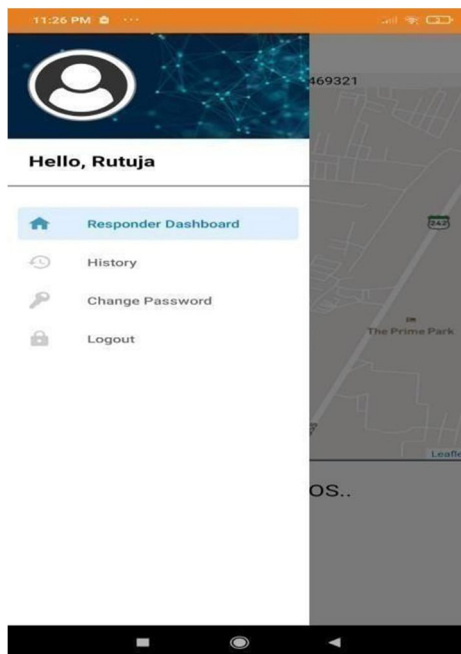 11:26 PM
469321
Hello, Rutuja
242
Responder Dashboard
History
Change Password
The Prime Park
Logout
Leafle
OS..